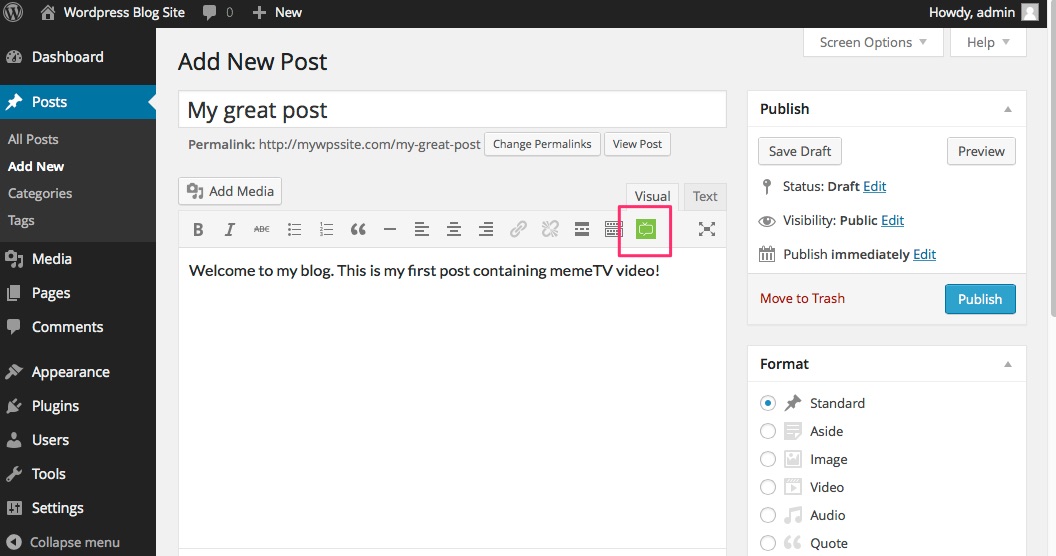 Wordpress Blog Site 0 New Howdy, admin
Screen Options Help
Dashboard
Posts
All Posts
Add New
Categories
Tags
Media
Pages
Comments
Appearance
Plugins
Users
Tools
Settings
Collapse menu
Add New Post
My great post
Permalink: http://mywpssite.com/my-great-post Change Permalinks View Post
Add Media
Visual Text
B I ABC
Welcome to my blog. This is my first post containing memeTV video!
Publish
Save Draft Preview
Status: Draft Edit
Visibility: Public Edit
Publish immediately Edit
Move to Trash Publish
Format
Standard
Aside
Image
Video
Audio
Quote